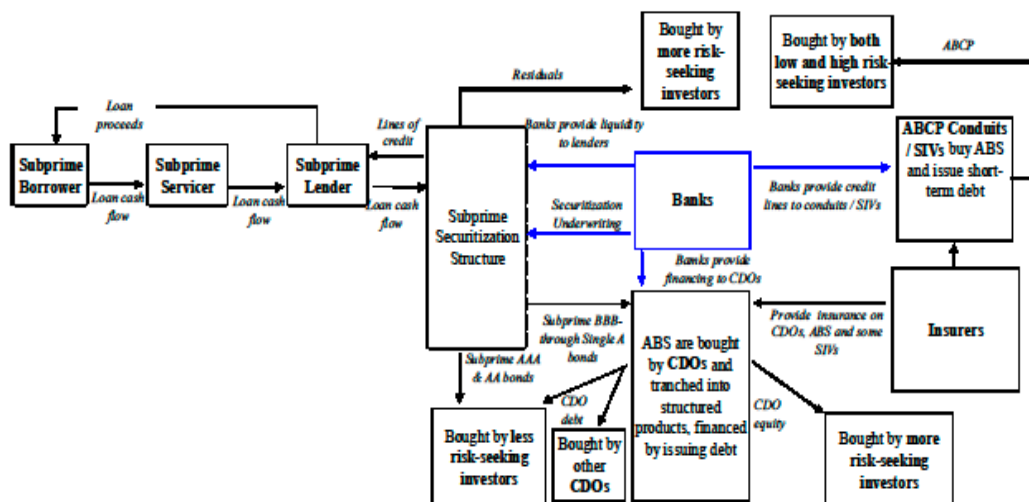 Bought by
more risk-
seeking
investors
Bought by both
low and high risk-
seeking investors
ABCP
Residuals
Loan
proceeds
Lines of
credit
Banks provide liquidity
to lenders
ABCP Conduits
/ SIVs buy ABS
and issue short-
term debt
Subprime
Borrower
Loan cash
flow
Subprime
Servicer
Loan cash
flow
Subprime
Lender
Loan cash
flow
Subprime
Securitization
Structure
Securitization
Underwriting
Banks
Banks provide credit
lines to conduits / SIVs
Banks provide
financing to CDOs
Subprime BBB-
through Single A
bonds
Subprime AAA
& AA bonds
ABS are bought
by CDOs and
tranched into
structured
products, financed
by issuing debt
Provide insurance on
CDOs, ABS and some
SIVs
Insurers
CDO
debt
CDO
equity
Bought by less
risk-seeking
investors
Bought by
other
CDOs
Bought by more
risk-seeking
investors